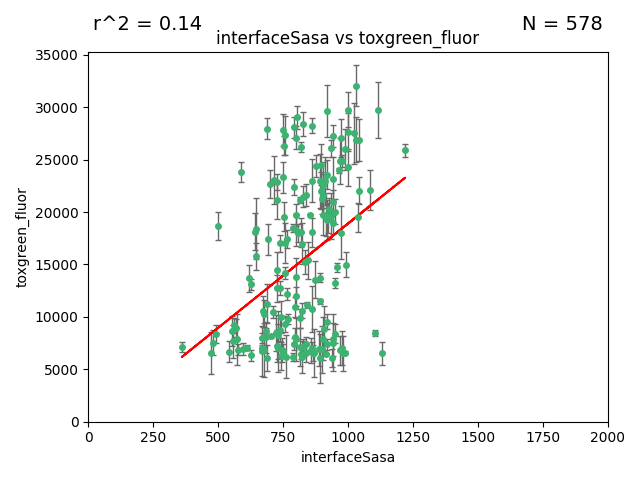 r^2 = 0.14
N = 578
interfaceSasa vs toxgreen_fluor
35000
30000
25000
20000
15000
10000
5000
0
toxgreen_fluor
0 250 500 750 1000 1250 1500 1750 2000
interfaceSasa